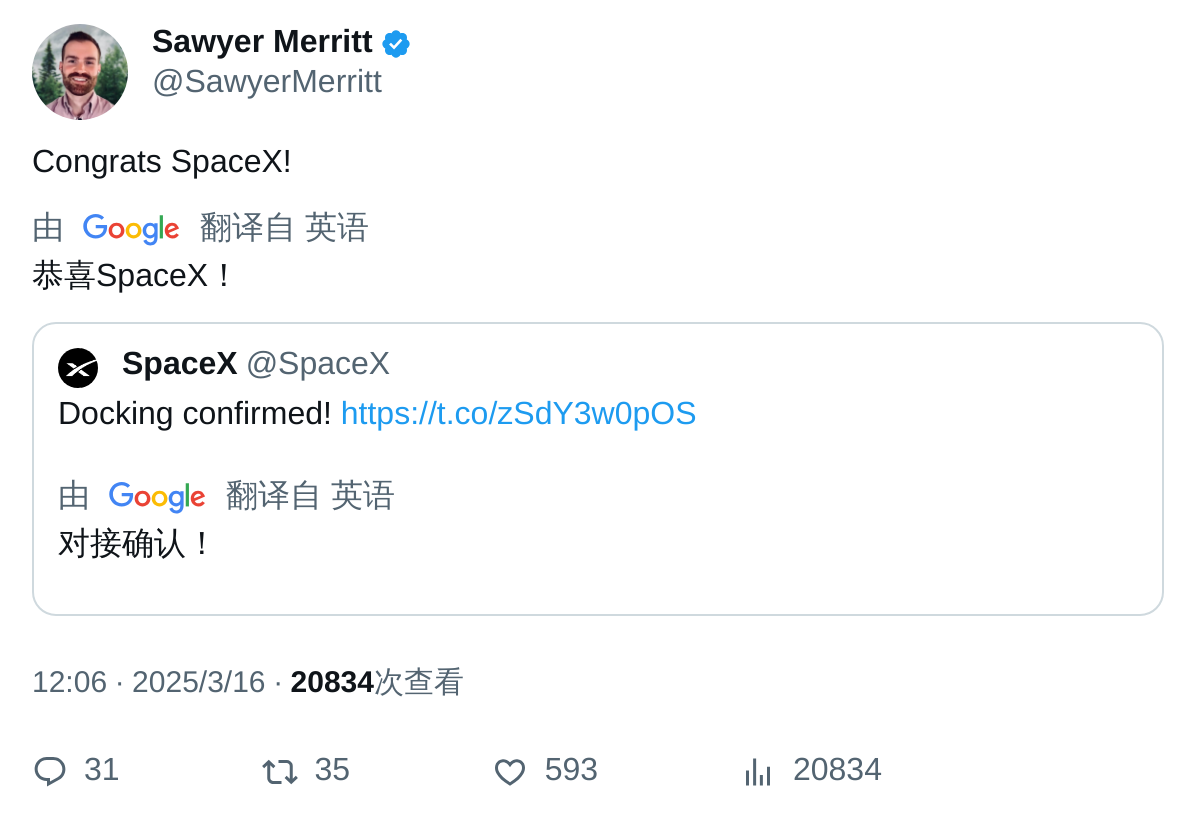 Sawyer Merritt
@SawyerMerritt
Congrats SpaceX!
由 Google 翻译自 英语
恭喜SpaceX！
SpaceX @SpaceX
Docking confirmed! https://t.co/zSdY3w0pOS
由 Google 翻译自 英语
对接确认！
12:06 · 2025/3/16 · 20834次查看
31 35 593 20834